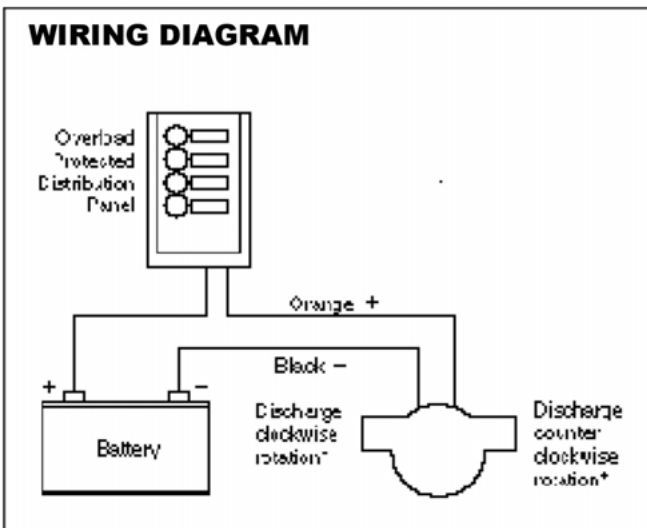 WIRING DIAGRAM
Overload
Protected
Distribution
Panel
Orange +
Black –
+
–
Battery
Discharge
clockwise
rotation*
Discharge
counter
clockwise
rotation*